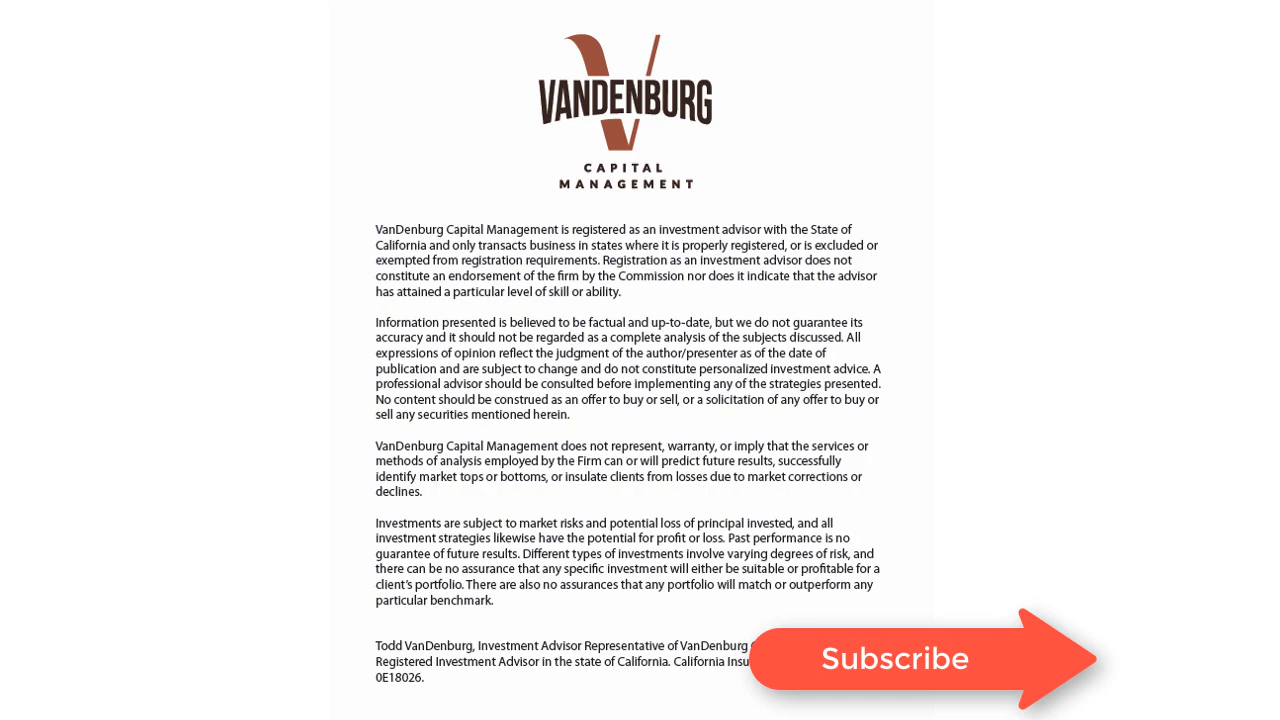 VANDENBURG
CAPITAL
MANAGEMENT
VanDenburg Capital Management is registered as an investment advisor with the State of
California and only transacts business in states where it is properly registered, or is excluded or
exempted from registration requirements. Registration as an investment advisor does not
constitute an endorsement of the firm by the Commission nor does it indicate that the advisor
has attained a particular level of skill or ability.
Information presented is believed to be factual and up-to-date, but we do not guarantee its
accuracy and it should not be regarded as a complete analysis of the subjects discussed. All
expressions of opinion reflect the judgment of the author/presenter as of the date of
publication and are subject to change and do not constitute personalized investment advice. A
professional advisor should be consulted before implementing any of the strategies presented.
No content should be construed as an offer to buy or sell, or a solicitation of any offer to buy or
sell any securities mentioned herein.
VanDenburg Capital Management does not represent, warranty, or imply that the services or
methods of analysis employed by the Firm can or will predict future results, successfully
identify market tops or bottoms, or insulate clients from losses due to market corrections or
declines.
Investments are subject to market risks and potential loss of principal invested, and all
investment strategies likewise have the potential for profit or loss. Past performance is no
guarantee of future results. Different types of investments involve varying degrees of risk, and
there can be no assurance that any specific investment will either be suitable or profitable for a
client's portfolio. There are also no assurances that any portfolio will match or outperform any
particular benchmark.
Todd VanDenburg, Investment Advisor Representative of VanDenburg
Registered Investment Advisor in the state of California. California
0E18026.
Subscribe